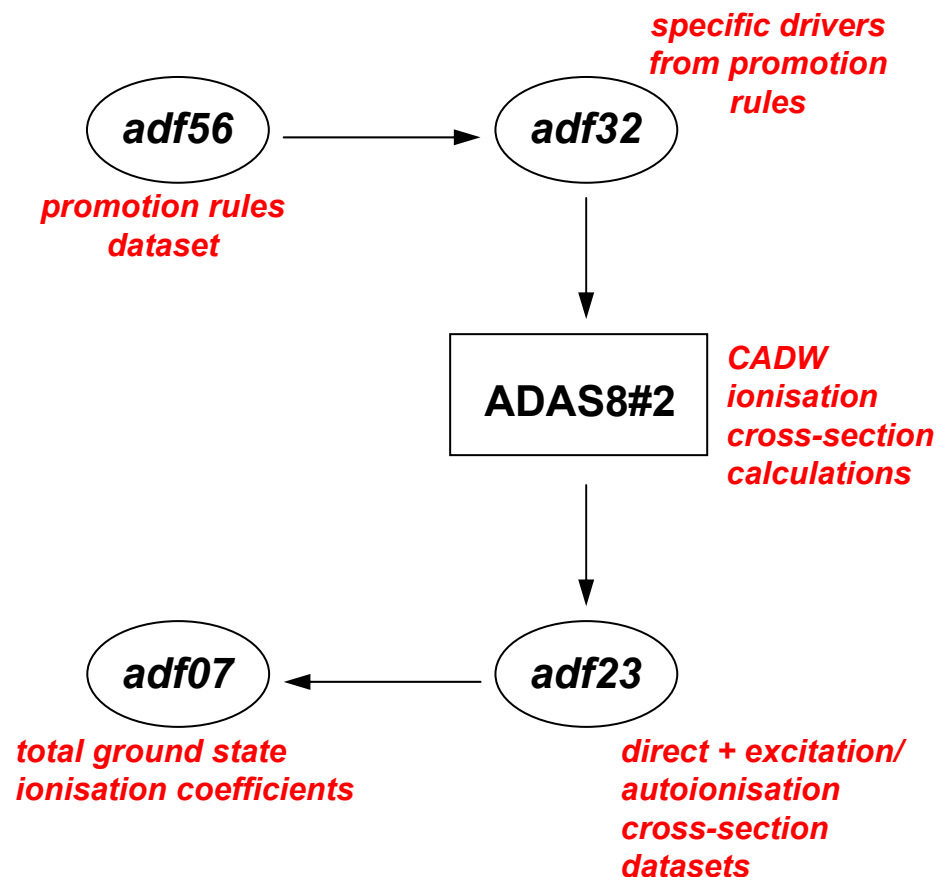 specific drivers
from promotion
rules
adf56
adf32
promotion rules
dataset
ADAS8#2
CADW
ionisation
cross-section
calculations
adf07
adf23
total ground state
ionisation coefficients
direct + excitation/
autoionisation
cross-section
datasets